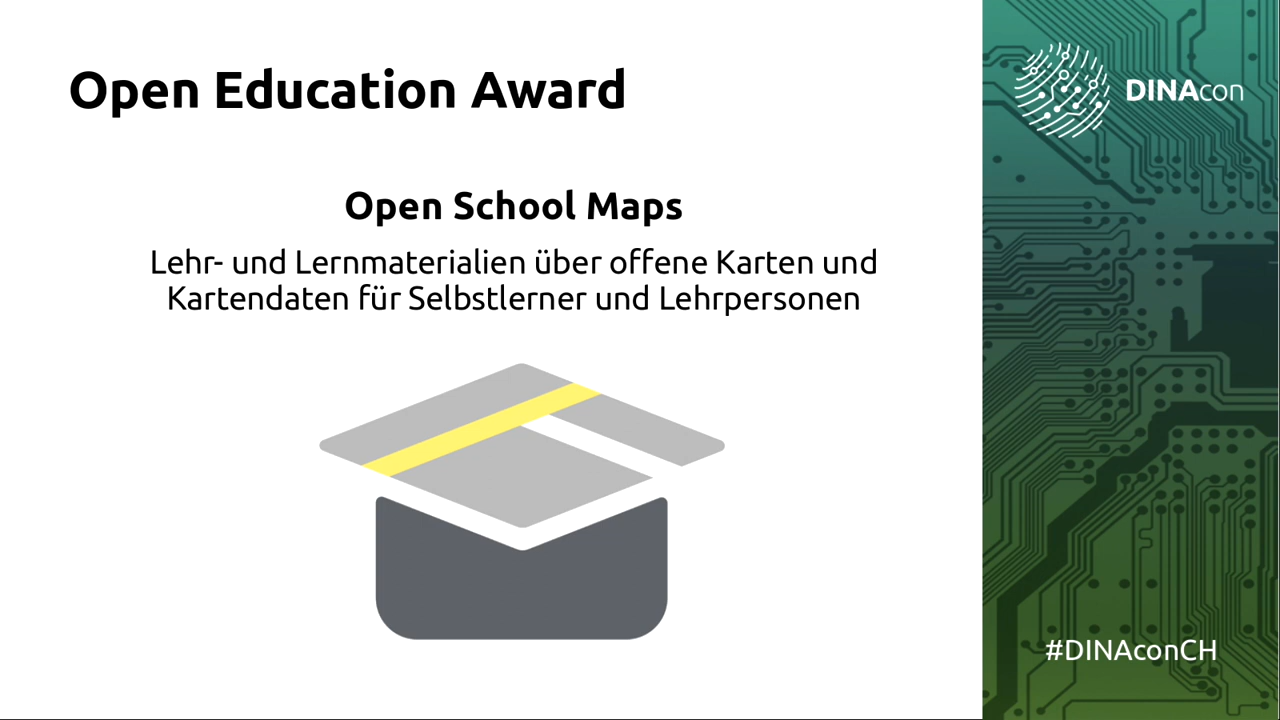 Open Education Award
Open School Maps
Lehr- und Lernmaterialien über offene Karten und
Kartendaten für Selbstlerner und Lehrpersonen
DINAcon
#DINAconCH